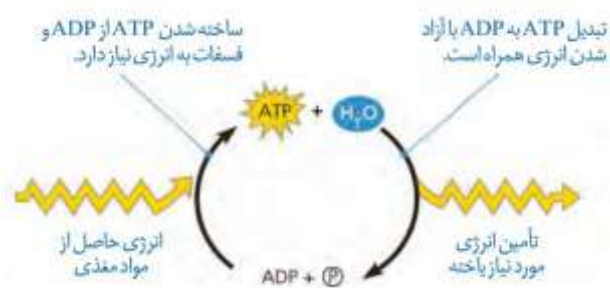 تبدیل ATP به ADP با آزاد
شدن انرژی همراه است.
ساخته شدن ATP از ADP و
فسفات به انرژی نیاز دارد.
ATP + H₂O
تأمین انرژی
مورد نیاز یاخته
انرژی حاصل از
مواد مغذی
ADP + P